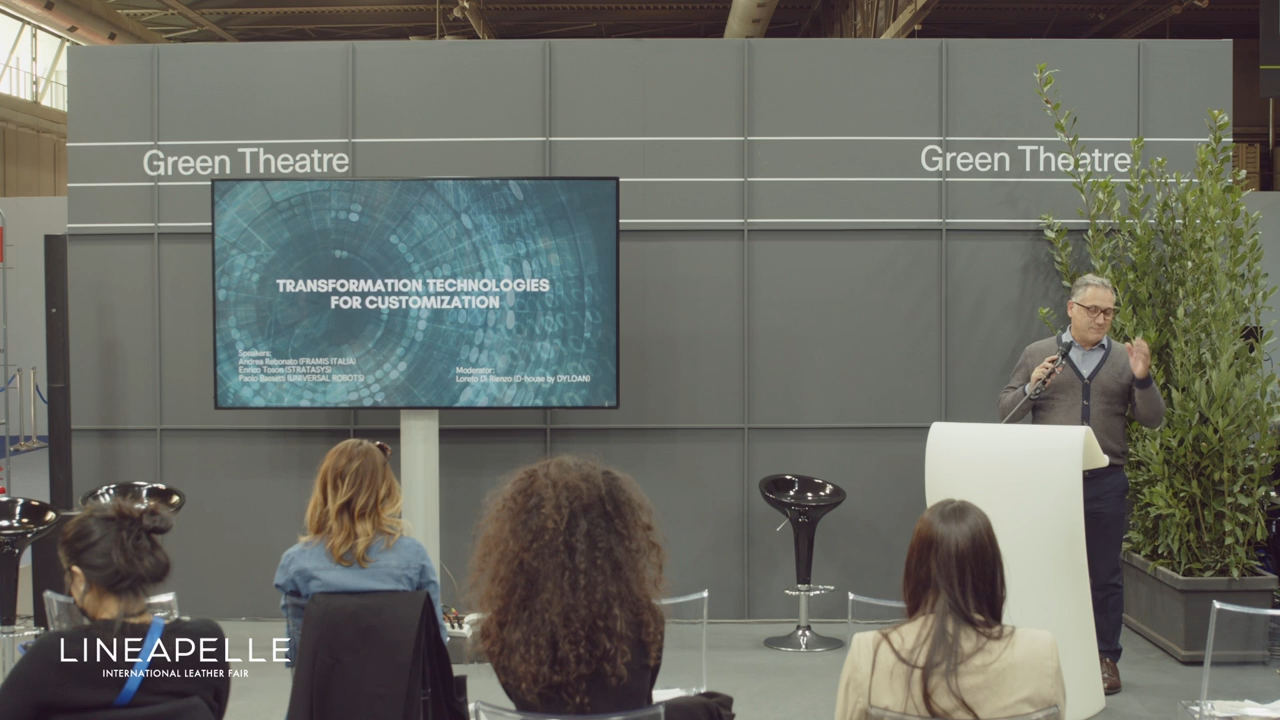 Green Theatre
Green Theatre
TRANSFORMATION TECHNOLOGIES
FOR CUSTOMIZATION
Speakers:
Andrea Rebonato (FRAMIS ITALIA)
Enrico Toson (STRATASYS)
Paolo Bassetti (UNIVERSAL ROBOTS)
Moderator:
Loreto Di Rienzo (D-house by DYLOAN)
LINEAPELLE
INTERNATIONAL LEATHER FAIR